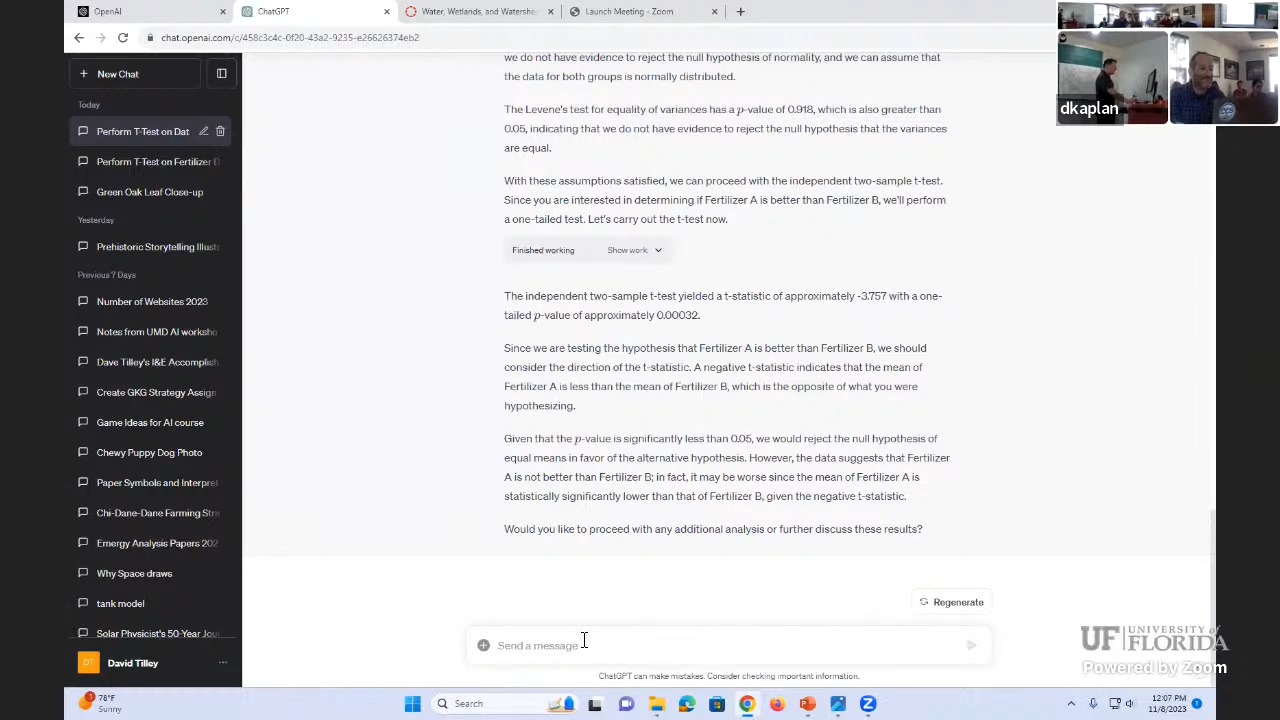 OpenAI
ChatGPT
Water, Wetlands, and Watershe
Launch Meeting - Zoom
chat.openai.com/c/458c3c4c-0f20-43a2-9235-e26626374eb2
dkaplan
New Chat
Today
Perform T-Test on Dat
Perform T-Test on Fertilizer D
Green Oak Leaf Close-up
Yesterday
Prehistoric Storytelling Illustr
Previous 7 Days
Number of Websites 2023
Notes from UMD AI worksho
Dave Tilley's I&E Accomplish
Create GKG Strategy Assign
Game Ideas for AI course
Chewy Puppy Dog Photo
Paper Symbols and Interpret
Chi-Dane-Dane Farming Stra
Emergy Analysis Papers 202
Why Space draws
tank model
Solar Physicist's 50-Year Jou
DT David Tilley
we do not have evidence to reject the null hypothesis of normality, and we can assume that
the data for both groups is normally distributed.
The Levene's test for equality of variances has a p-value of 0.918, which is also greater than
0.05, indicating that we do not have evidence to reject the null hypothesis that the variances
are equal.
With these assumptions satisfied, we can proceed with the independent two-sample t-test.
Since you are interested in determining if Fertilizer A is better than Fertilizer B, we'll perform
a one-tailed test. Let's carry out the t-test now.
Finished working Show work
The independent two-sample t-test yielded a t-statistic of approximately -3.757 with a one-
tailed p-value of approximately 0.00032.
Since we are testing the hypothesis that Fertilizer A is better than Fertilizer B, we should
consider the direction of the t-statistic. A negative t-statistic indicates that the mean of
Fertilizer A is less than the mean of Fertilizer B, which is the opposite of what you were
hypothesizing.
Given that the p-value is significantly less than 0.05, we would reject the null hypothesis of
equal means in favor of the alternative hypothesis. However, the data suggests that Fertilizer
A is not better than Fertilizer B; in fact, it may be worse since the mean of Fertilizer A is
statistically significantly lower than that of Fertilizer B, given the negative t-statistic.
Would you like to proceed with any additional analysis or further discuss these results?
Regenerate
Send a message
ChatGPT can make mistakes. Consider checking important information.
UF UNIVERSITY of
FLORIDA
Powered by Zoom
1
78°F
Sunny
Search
12:07 PM
11/8/2023
1